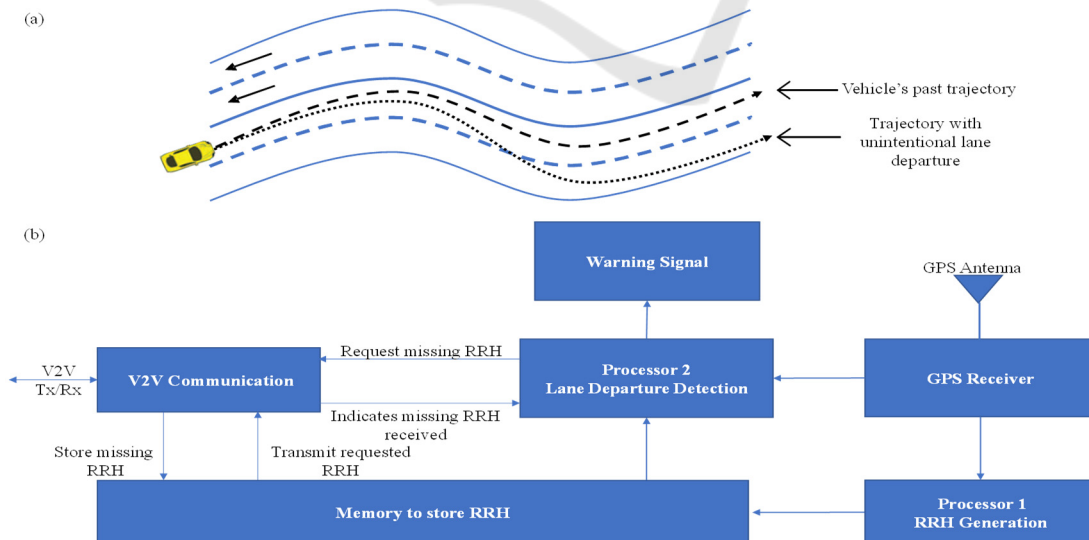 (a)
Vehicle's past trajectory
Trajectory with
unintentional lane
departure
(b)
Warning Signal
GPS Antenna
Request missing RRH
V2V
Tx/Rx
V2V Communication
Processor 2
Lane Departure Detection
GPS Receiver
Indicates missing RRH
received
Store missing
RRH
Transmit requested
RRH
Memory to store RRH
Processor 1
RRH Generation